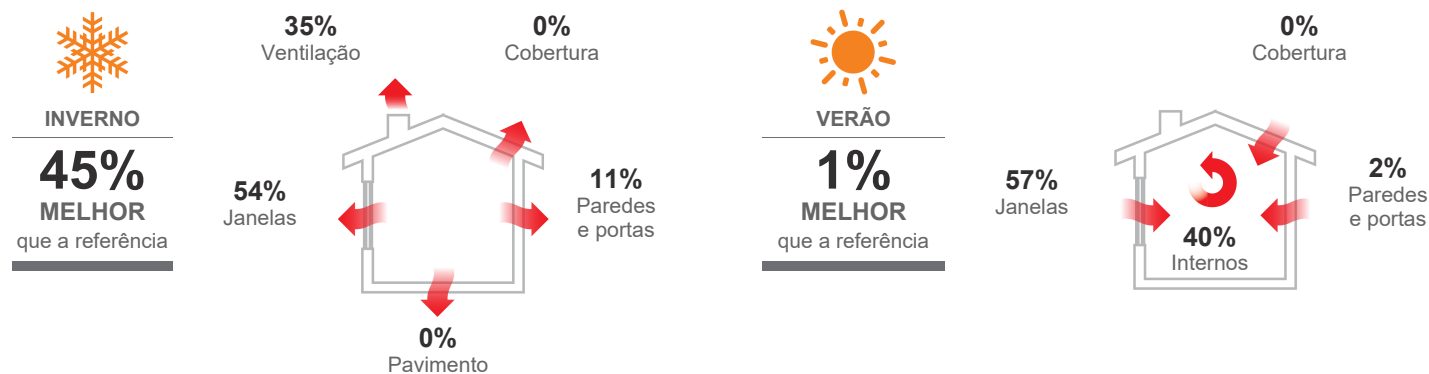 INVERNO
45%
MELHOR
que a referência
35%
Ventilação
0%
Cobertura
54%
Janelas
11%
Paredes
e portas
0%
Pavimento
VERÃO
1%
MELHOR
que a referência
0%
Cobertura
57%
Janelas
2%
Paredes
e portas
40%
Internos